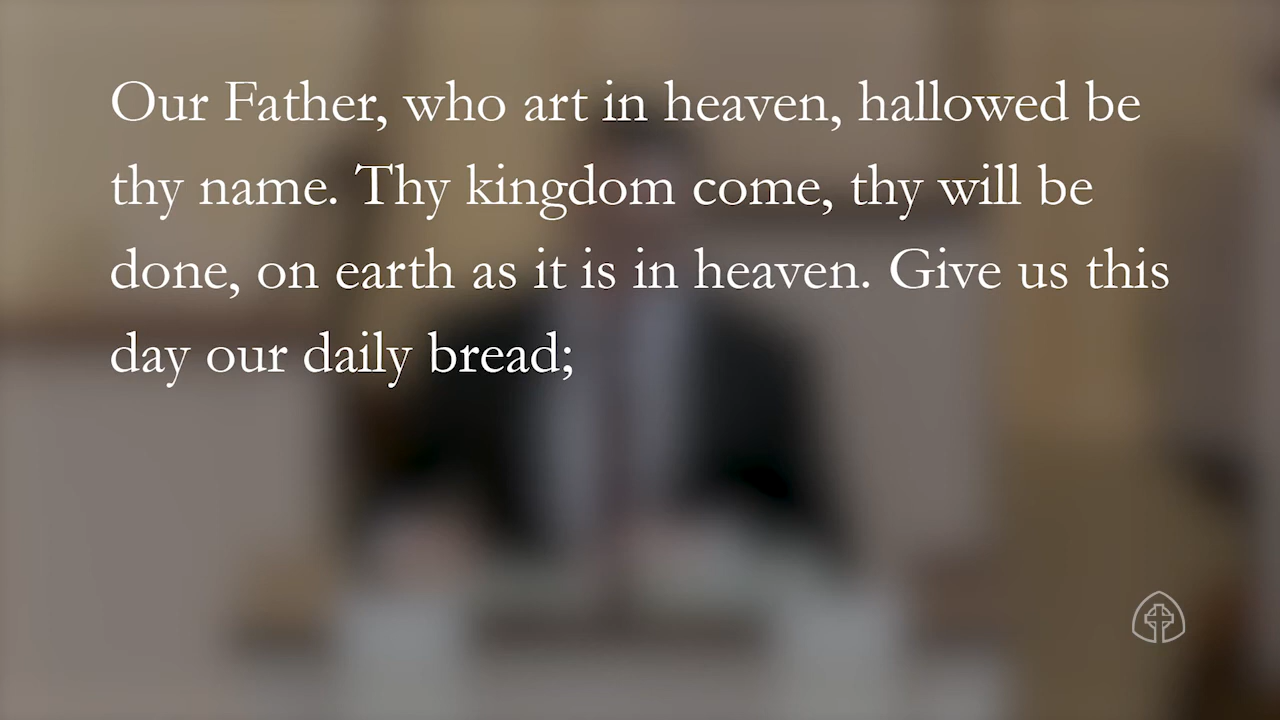 Our Father, who art in heaven, hallowed be
thy name. Thy kingdom come, thy will be
done, on earth as it is in heaven. Give us this
day our daily bread;